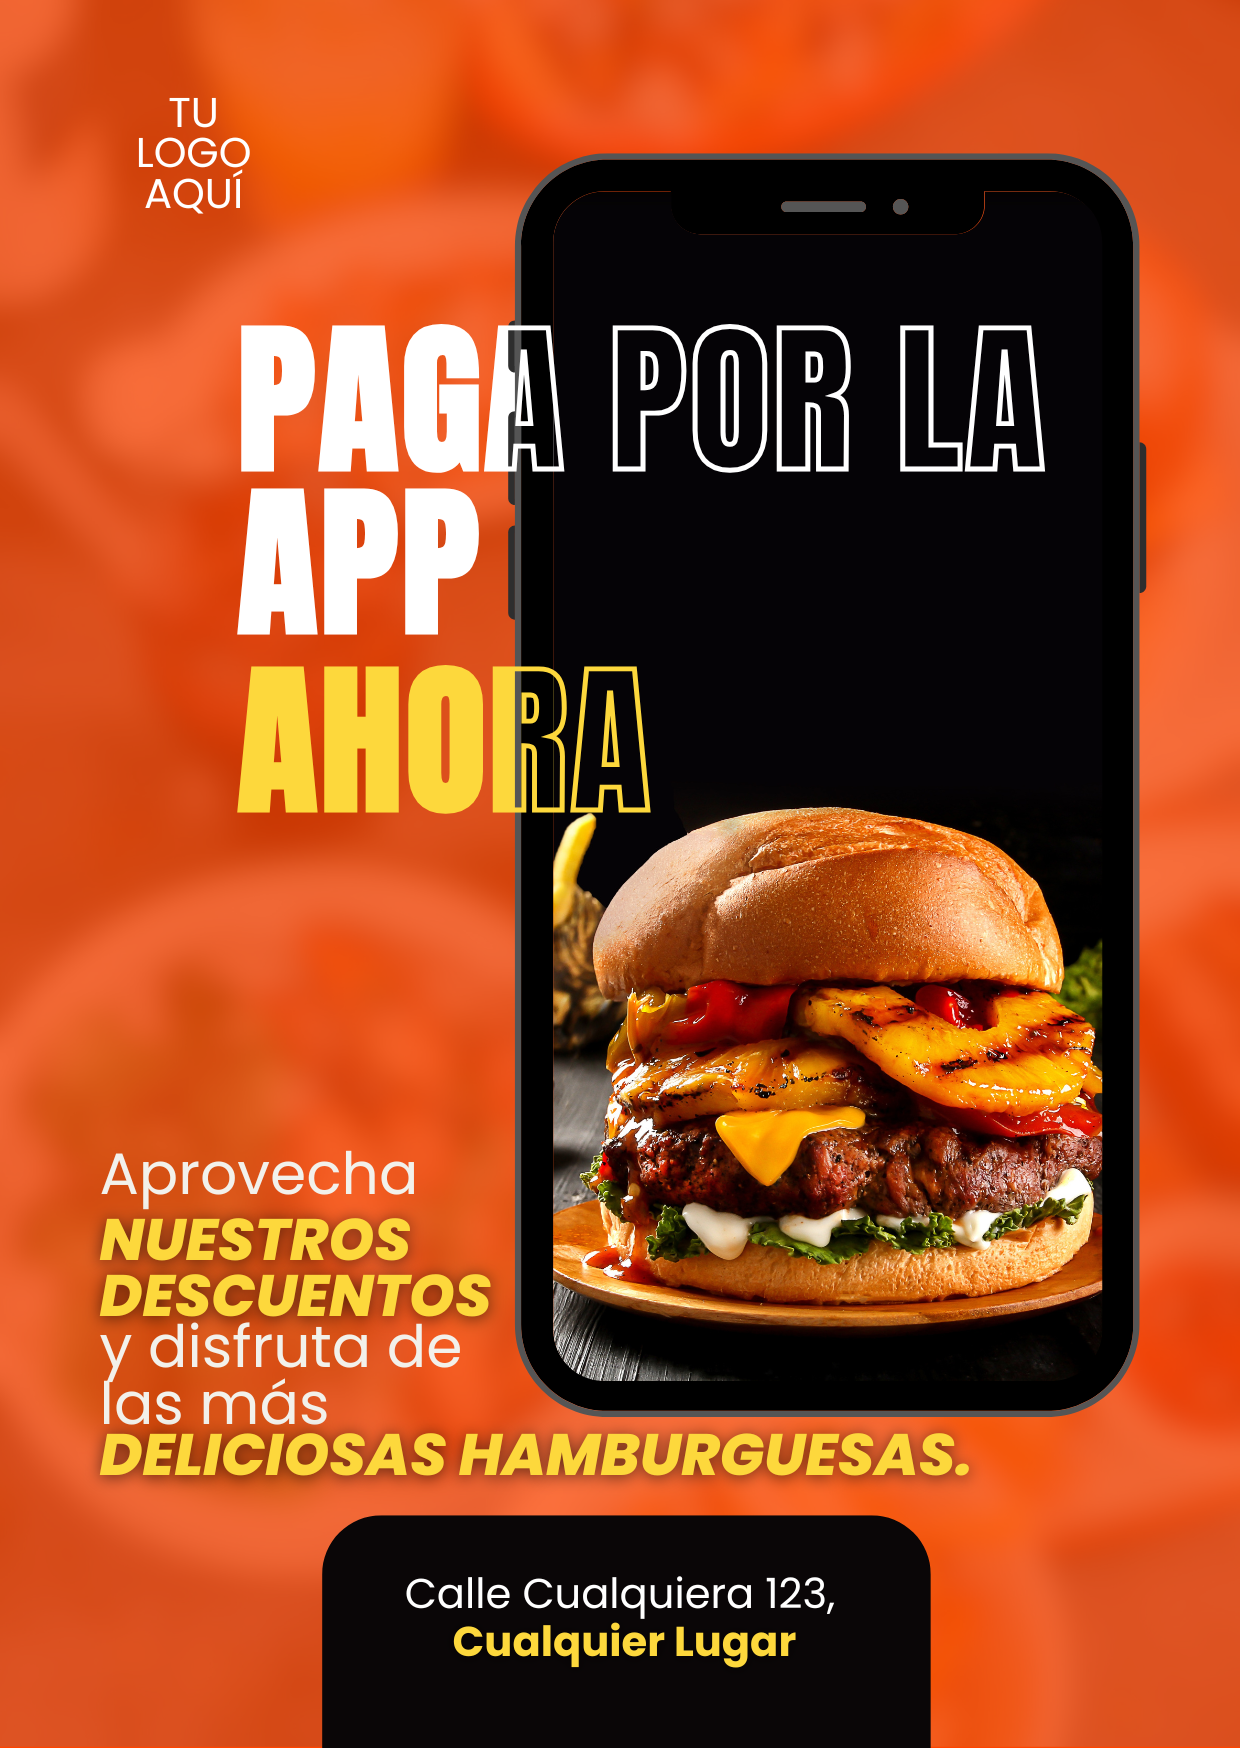 TU
LOGO
AQUÍ
PAGA POR LA
APP
AHORA
Aprovecha
NUESTROS
DESCUENTOS
y disfruta de
las más
DELICIOSAS HAMBURGUESAS.
Calle Cualquiera 123,
Cualquier Lugar